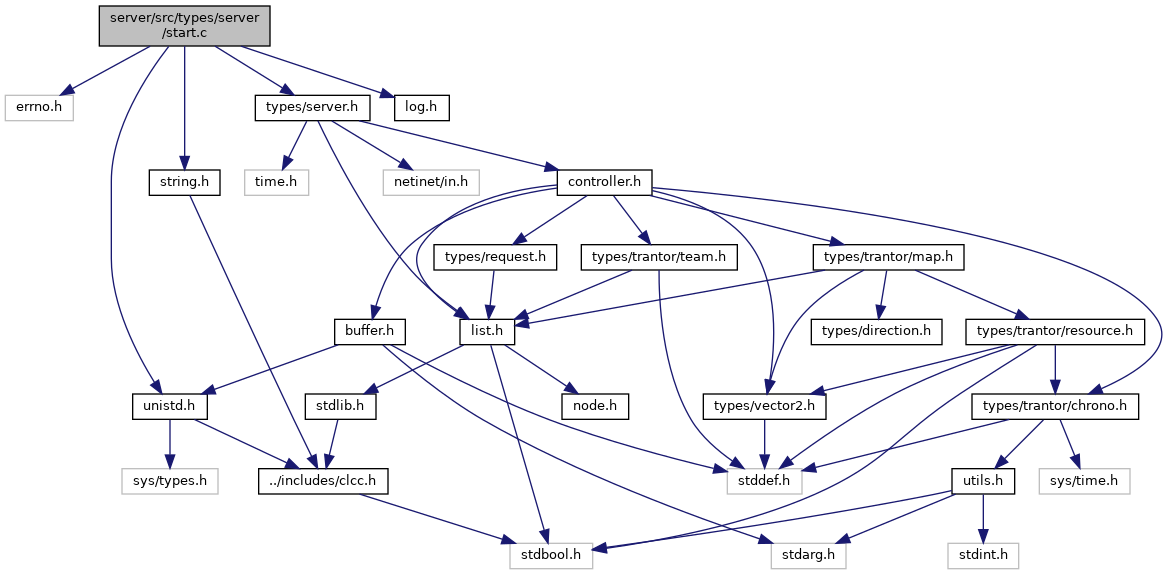 server/src/types/server
/start.c
errno.h
types/server.h
log.h
string.h
time.h
netinet/in.h
controller.h
types/request.h
types/trantor/team.h
types/trantor/map.h
buffer.h
list.h
types/direction.h
types/trantor/resource.h
unistd.h
stdlib.h
node.h
types/vector2.h
types/trantor/chrono.h
sys/types.h
../includes/clcc.h
stddef.h
utils.h
sys/time.h
stdbool.h
stdarg.h
stdint.h